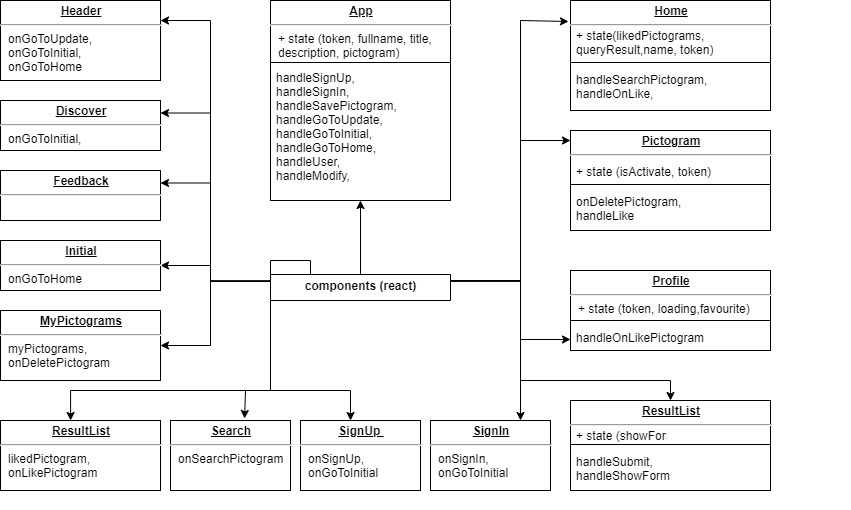 Header
onGoToUpdate,
onGoToInitial,
onGoToHome
Discover
onGoToInitial,
Feedback
Initial
onGoToHome
MyPictograms
myPictograms,
onDeletePictogram
App
+ state (token, fullname, title,
description, pictogram)
handleSignUp,
handleSignIn,
handleSavePictogram,
handleGoToUpdate,
handleGoToInitial,
handleGoToHome,
handleUser,
handleModify,
components (react)
Home
+ state(likedPictograms,
queryResult,name, token)
handleSearchPictogram,
handleOnLike,
Pictogram
+ state (isActivate, token)
onDeletePictogram,
handleLike
Profile
+ state (token, loading,favourite)
handleOnLikePictogram
ResultList
likedPictogram,
onLikePictogram
Search
onSearchPictogram
SignUp
onSignUp,
onGoToInitial
SignIn
onSignIn,
onGoToInitial
ResultList
+ state (showFor
handleSubmit,
handleShowForm